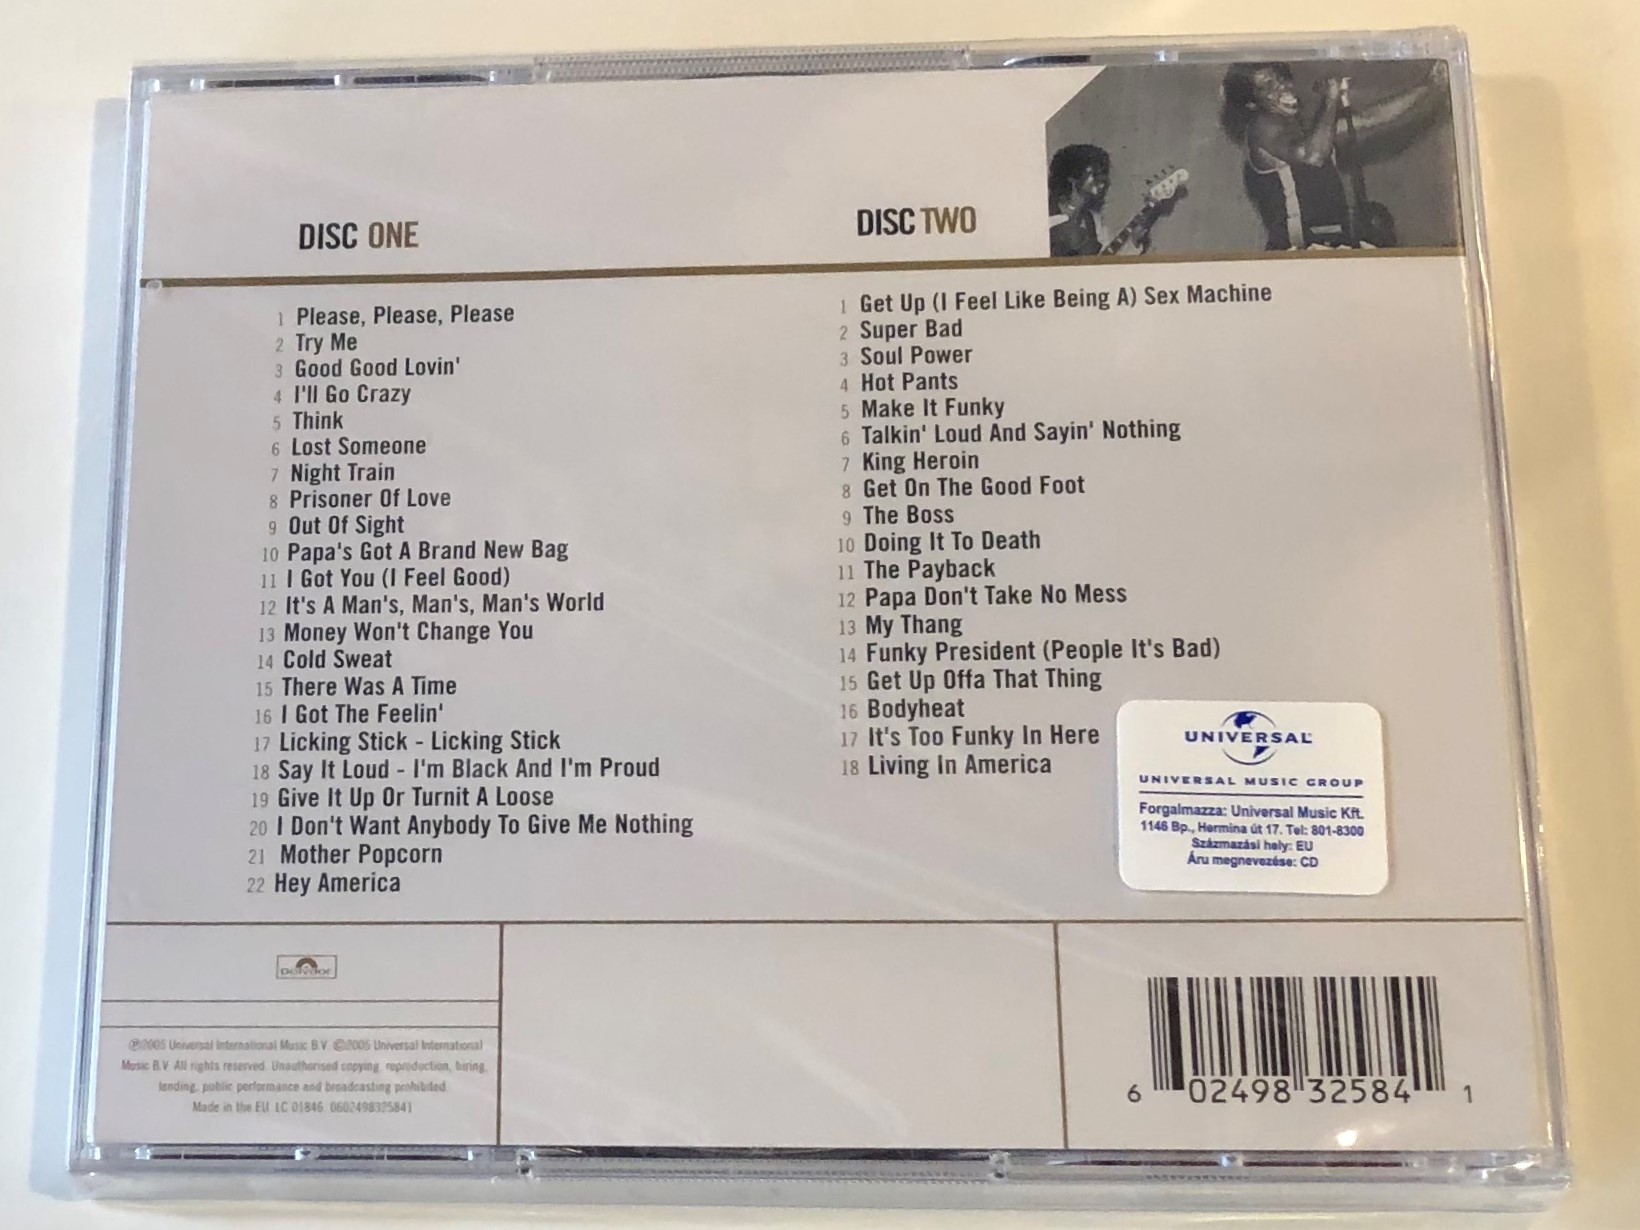 DISC ONE
1 Please, Please, Please
2 Try Me
3 Good Good Lovin'
4 I'll Go Crazy
5 Think
6 Lost Someone
7 Night Train
8 Prisoner Of Love
9 Out Of Sight
10 Papa's Got A Brand New Bag
11 I Got You (I Feel Good)
12 It's A Man's, Man's, Man's World
13 Money Won't Change You
14 Cold Sweat
15 There Was A Time
16 I Got The Feelin'
17 Licking Stick - Licking Stick
18 Say It Loud - I'm Black And I'm Proud
19 Give It Up Or Turnit A Loose
20 I Don't Want Anybody To Give Me Nothing
21 Mother Popcorn
22 Hey America
DISC TWO
1 Get Up (I Feel Like Being A) Sex Machine
2 Super Bad
3 Soul Power
4 Hot Pants
5 Make It Funky
6 Talkin' Loud And Sayin' Nothing
7 King Heroin
8 Get On The Good Foot
9 The Boss
10 Doing It To Death
11 The Payback
12 Papa Don't Take No Mess
13 My Thang
14 Funky President (People It's Bad)
15 Get Up Offa That Thing
16 Bodyheat
17 It's Too Funky In Here
18 Living In America
UNIVERSAL
UNIVERSAL MUSIC GROUP
Forgalmazza: Universal Music Kft.
1146 Bp., Hermina út 17. Tel: 801-8300
Származási hely: EU
Áru megnevezése: CD
Polydor
℗2005 Universal International Music B.V. ©2005 Universal International
Music B.V. All rights reserved. Unauthorised copying, reproduction, hiring,
lending, public performance and broadcasting prohibited.
Made in the EU. LC 01846. 0602498325841
6 02498 32584 1